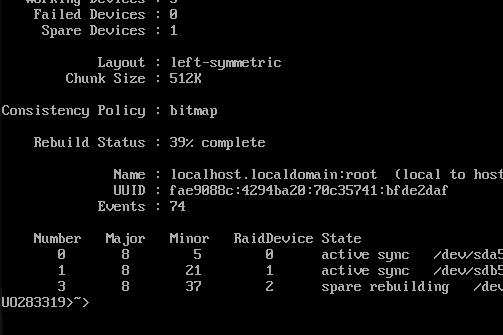 Working Devices : 3
Failed Devices : 0
Spare Devices : 1
Layout : left-symmetric
Chunk Size : 512K
Consistency Policy : bitmap
Rebuild Status : 39% complete
Name : localhost.localdomain:root (local to host
UUID : fae9088c:4294ba20:70c35741:bfde2daf
Events : 74
Number Major Minor RaidDevice State
0 8 5 0 active sync /dev/sda5
1 8 21 1 active sync /dev/sdb5
3 8 37 2 spare rebuilding /dev
UO283319>~>